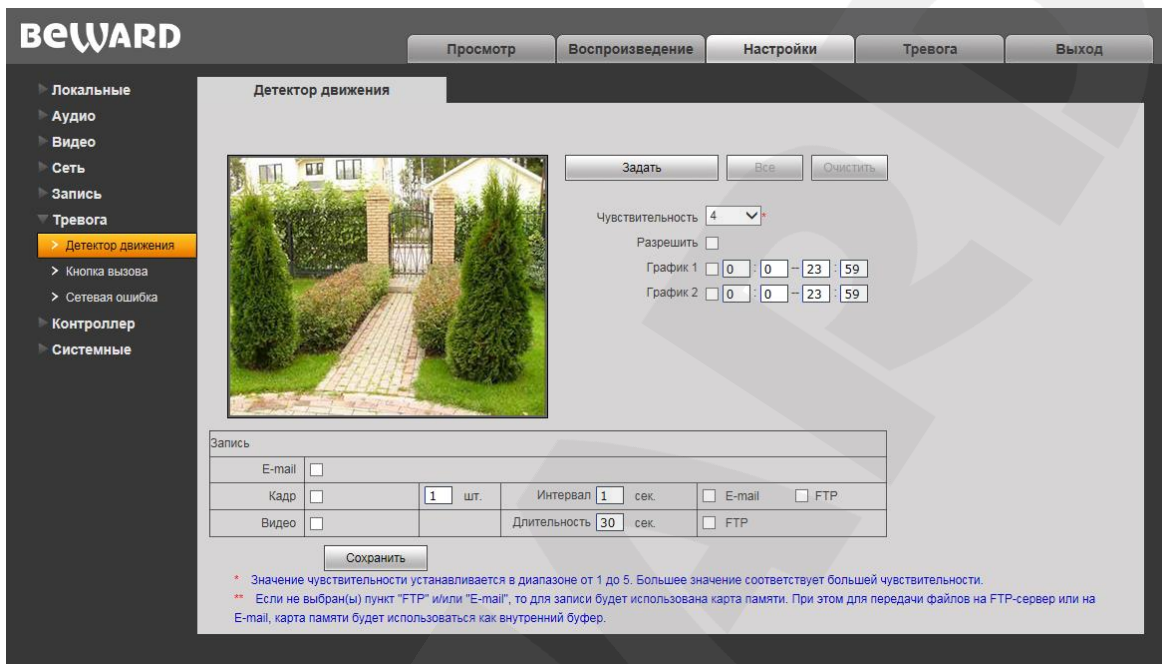 BEWARD
Просмотр Воспроизведение Настройки Тревога Выход
Локальные
Аудио
Видео
Сеть
Запись
Тревога
> Детектор движения
> Кнопка вызова
> Сетевая ошибка
Контроллер
Системные
Детектор движения
Задать Все Очистить
Чувствительность 4 *
Разрешить
График 1 0 : 0 -- 23 : 59
График 2 0 : 0 -- 23 : 59
Запись
E-mail
Кадр 1 шт. Интервал 1 сек. E-mail FTP
Видео Длительность 30 сек. FTP
Сохранить
* Значение чувствительности устанавливается в диапазоне от 1 до 5. Большее значение соответствует большей чувствительности.
** Если не выбран(ы) пункт "FTP" и/или "E-mail", то для записи будет использована карта памяти. При этом для передачи файлов на FTP-сервер или на
E-mail, карта памяти будет использоваться как внутренний буфер.